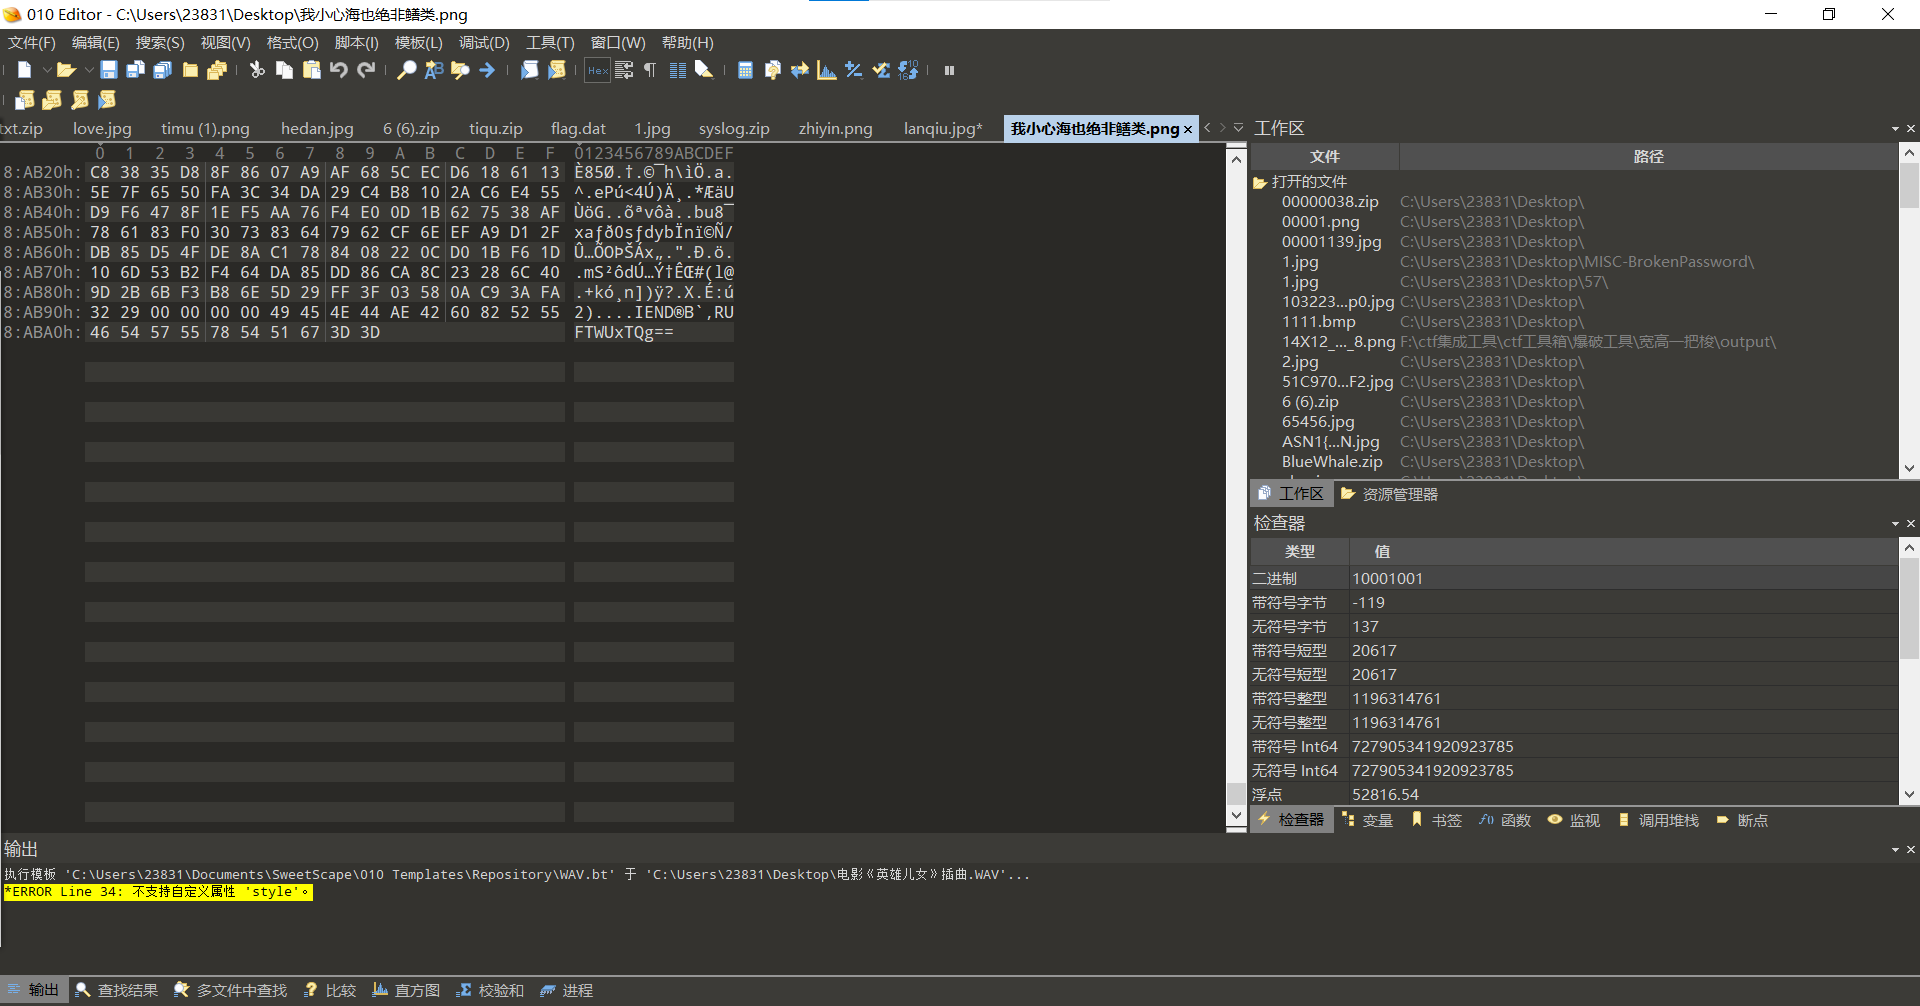 010 Editor - C:\Users\23831\Desktop\我小心海也绝非鳝类.png
文件(F) 编辑(E) 搜索(S) 视图(V) 格式(O) 脚本(I) 模板(L) 调试(D) 工具(T) 窗口(W) 帮助(H)
txt.zip love.jpg timu (1).png hedan.jpg 6 (6).zip tiqu.zip flag.dat 1.jpg syslog.zip zhiyin.png lanqiu.jpg* 我小心海也绝非鳝类.png
0 1 2 3 4 5 6 7 8 9 A B C D E F 0123456789ABCDEF
8:AB20h: C8 38 35 D8 8F 86 07 A9 AF 68 5C EC D6 18 61 13 È85Ø.†.©¯h\ìÖ.a.
8:AB30h: 5E 7F 65 50 FA 3C 34 DA 29 C4 B8 10 2A C6 E4 55 ^.ePú<4Ú)Ä¸.*ÆäU
8:AB40h: D9 F6 47 8F 1E F5 AA 76 F4 E0 0D 1B 62 75 38 AF ÙöG..õªvôà..bu8¯
8:AB50h: 78 61 83 F0 30 73 83 64 79 62 CF 6E EF A9 D1 2F xaƒð0sƒdybÏnï©Ñ/
8:AB60h: DB 85 D5 4F DE 8A C1 78 84 08 22 0C D0 1B F6 1D Û…ÕOÞŠÁx„.".Ð.ö.
8:AB70h: 10 6D 53 B2 F4 64 DA 85 DD 86 CA 8C 23 28 6C 40 .mS²ôdÚ…Ý†ÊŒ#(l@
8:AB80h: 9D 2B 6B F3 B8 6E 5D 29 FF 3F 03 58 0A C9 3A FA .+kó¸n])ÿ?.X.É:ú
8:AB90h: 32 29 00 00 00 00 49 45 4E 44 AE 42 60 82 52 55 2)....IEND®B`‚RU
8:ABA0h: 46 54 57 55 78 54 51 67 3D 3D FTWUxTQg==
工作区
文件 路径
打开的文件
00000038.zip C:\Users\23831\Desktop\
00001.png C:\Users\23831\Desktop\
00001139.jpg C:\Users\23831\Desktop\
1.jpg C:\Users\23831\Desktop\MISC-BrokenPassword\
1.jpg C:\Users\23831\Desktop\57\
103223...p0.jpg C:\Users\23831\Desktop\
1111.bmp C:\Users\23831\Desktop\
14X12_..._8.png F:\ctf集成工具\ctf工具箱\爆破工具\宽高一把梭\output\
2.jpg C:\Users\23831\Desktop\
51C970...F2.jpg C:\Users\23831\Desktop\
6 (6).zip C:\Users\23831\Desktop\
65456.jpg C:\Users\23831\Desktop\
ASN1{...N.jpg C:\Users\23831\Desktop\
BlueWhale.zip C:\Users\23831\Desktop\
工作区 资源管理器
检查器
类型 值
二进制 10001001
带符号字节 -119
无符号字节 137
带符号短型 20617
无符号短型 20617
带符号整型 1196314761
无符号整型 1196314761
带符号 Int64 727905341920923785
无符号 Int64 727905341920923785
浮点 52816.54
检查器 变量 书签 函数 监视 调用堆栈 断点
输出
执行模板 'C:\Users\23831\Documents\SweetScape\010 Templates\Repository\WAV.bt' 于 'C:\Users\23831\Desktop\电影《英雄儿女》插曲.WAV'...
*ERROR Line 34: 不支持自定义属性 'style'。
输出 查找结果 多文件中查找 比较 直方图 校验和 进程